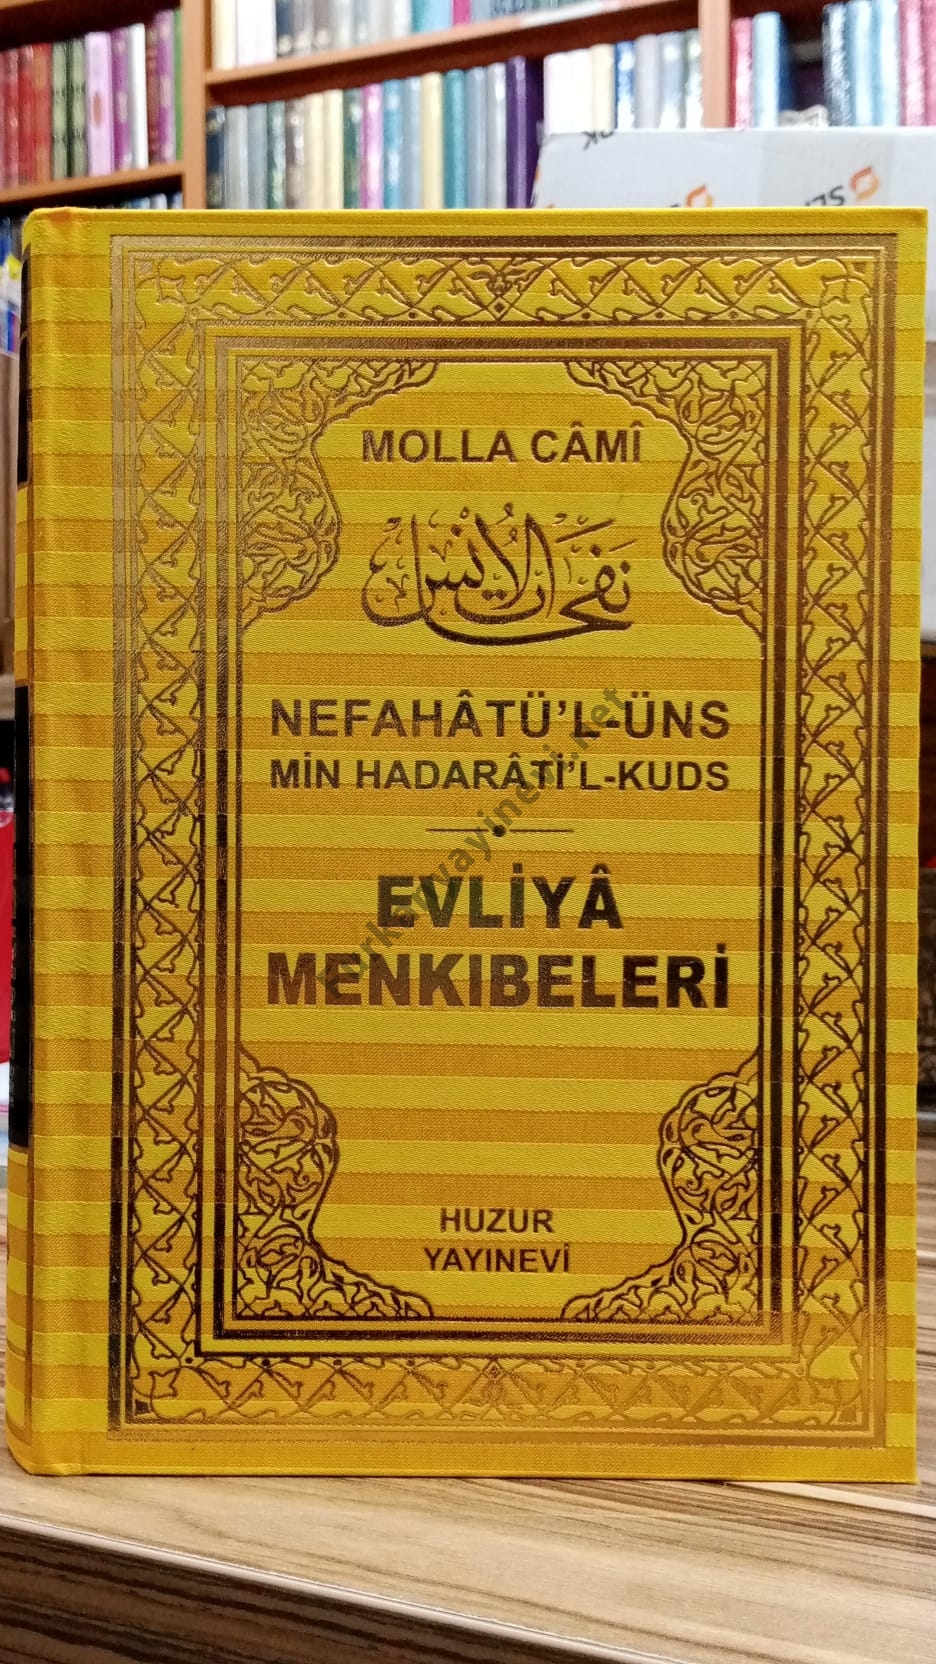 MOLLA CÂMÎ
نفحات الانس
NEFAHÂTÜ'L-ÜNS
MİN HADARÂTİ'L-KUDS
EVLİYÂ
MENKIBELERİ
HUZUR
YAYINEVİ